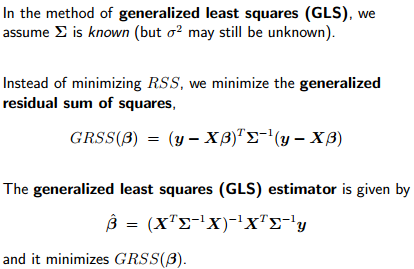 In the method of generalized least squares (GLS), we
assume Σ is known (but σ² may still be unknown).
Instead of minimizing RSS, we minimize the generalized
residual sum of squares,
GRSS(β) = (y – Xβ)ᵀΣ⁻¹(y – Xβ)
The generalized least squares (GLS) estimator is given by
β̂ = (XᵀΣ⁻¹X)⁻¹XᵀΣ⁻¹y
and it minimizes GRSS(β).